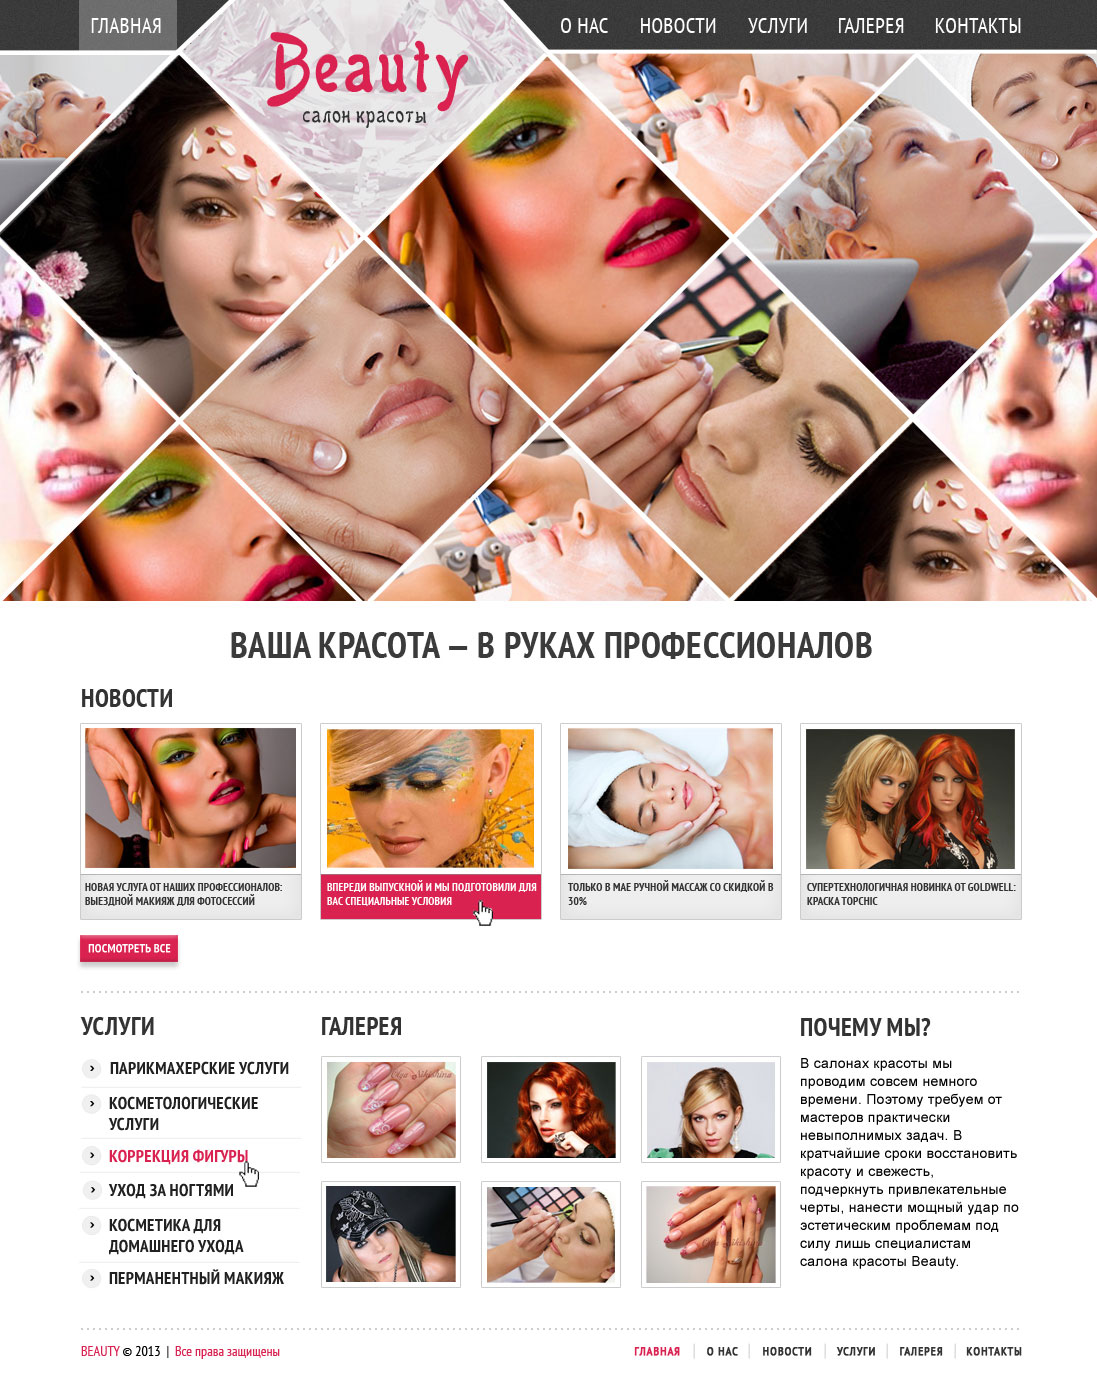 ГЛАВНАЯ
О НАС
НОВОСТИ
УСЛУГИ
ГАЛЕРЕЯ
КОНТАКТЫ
Beauty
салон красоты
ВАША КРАСОТА – В РУКАХ ПРОФЕССИОНАЛОВ
НОВОСТИ
НОВАЯ УСЛУГА ОТ НАШИХ ПРОФЕССИОНАЛОВ:
ВЫЕЗДНОЙ МАКИЯЖ ДЛЯ ФОТОСЕССИЙ
ВПЕРЕДИ ВЫПУСКНОЙ И МЫ ПОДГОТОВИЛИ ДЛЯ
ВАС СПЕЦИАЛЬНЫЕ УСЛОВИЯ
ТОЛЬКО В МАЕ РУЧНОЙ МАССАЖ СО СКИДКОЙ В
30%
СУПЕРТЕХНОЛОГИЧНАЯ НОВИНКА ОТ GOLDWELL:
КРАСКА TOPCHIC
ПОСМОТРЕТЬ ВСЕ
УСЛУГИ
ПАРИКМАХЕРСКИЕ УСЛУГИ
КОСМЕТОЛОГИЧЕСКИЕ
УСЛУГИ
КОРРЕКЦИЯ ФИГУРЫ
УХОД ЗА НОГТЯМИ
КОСМЕТИКА ДЛЯ
ДОМАШНЕГО УХОДА
ПЕРМАНЕНТНЫЙ МАКИЯЖ
ГАЛЕРЕЯ
Olga Nikishina
ПОЧЕМУ МЫ?
В салонах красоты мы
проводим совсем немного
времени. Поэтому требуем от
мастеров практически
невыполнимых задач. В
кратчайшие сроки восстановить
красоту и свежесть,
подчеркнуть привлекательные
черты, нанести мощный удар по
эстетическим проблемам под
силу лишь специалистам
салона красоты Beauty.
BEAUTY © 2013 | Все права защищены
ГЛАВНАЯ
О НАС
НОВОСТИ
УСЛУГИ
ГАЛЕРЕЯ
КОНТАКТЫ